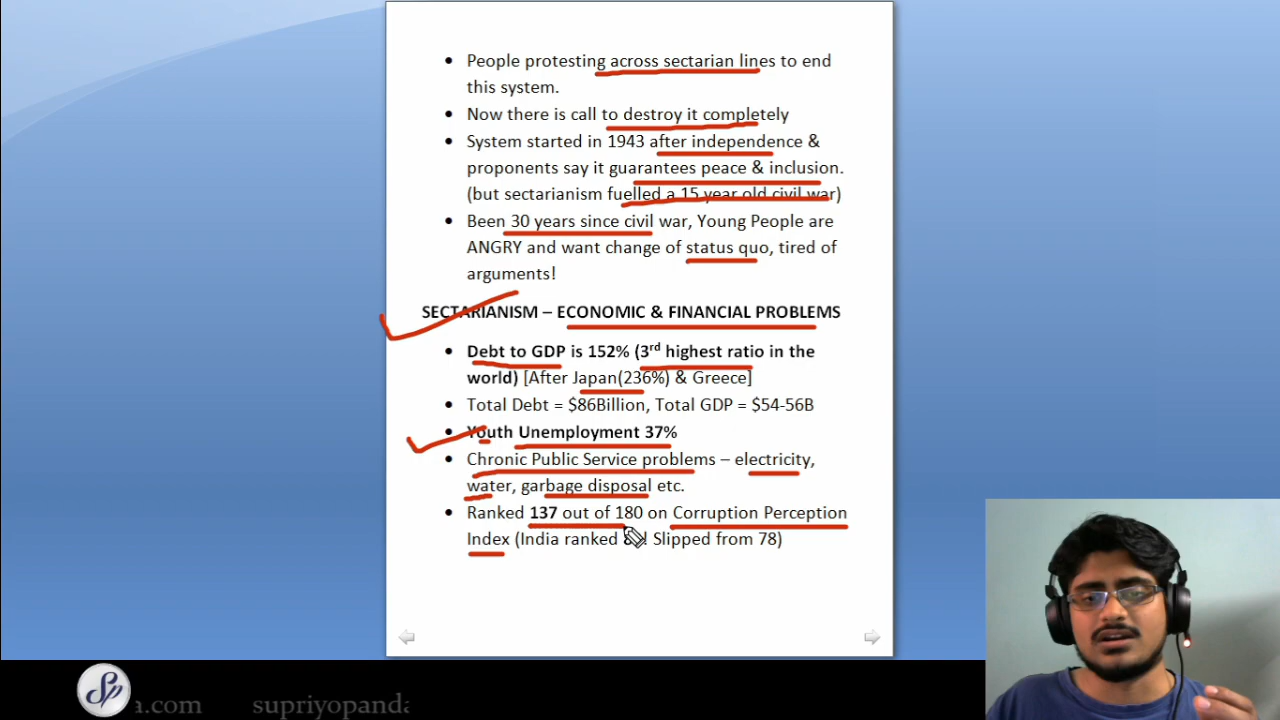 • People protesting across sectarian lines to end
this system.
• Now there is call to destroy it completely
• System started in 1943 after independence &
proponents say it guarantees peace & inclusion.
(but sectarianism fuelled a 15 year old civil war)
• Been 30 years since civil war, Young People are
ANGRY and want change of status quo, tired of
arguments!
SECTARIANISM – ECONOMIC & FINANCIAL PROBLEMS
• Debt to GDP is 152% (3rd highest ratio in the
world) [After Japan(236%) & Greece]
• Total Debt = $86Billion, Total GDP = $54-56B
• Youth Unemployment 37%
• Chronic Public Service problems – electricity,
water, garbage disposal etc.
• Ranked 137 out of 180 on Corruption Perception
Index (India ranked ! Slipped from 78)
a.com supriyopanda